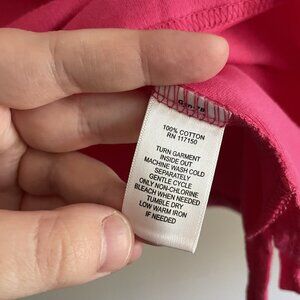 100% COTTON
RN 117150
TURN GARMENT
INSIDE OUT
MACHINE WASH COLD
SEPARATELY
GENTLE CYCLE
ONLY NON-CHLORINE
BLEACH WHEN NEEDED
TUMBLE DRY
LOW WARM IRON
IF NEEDED